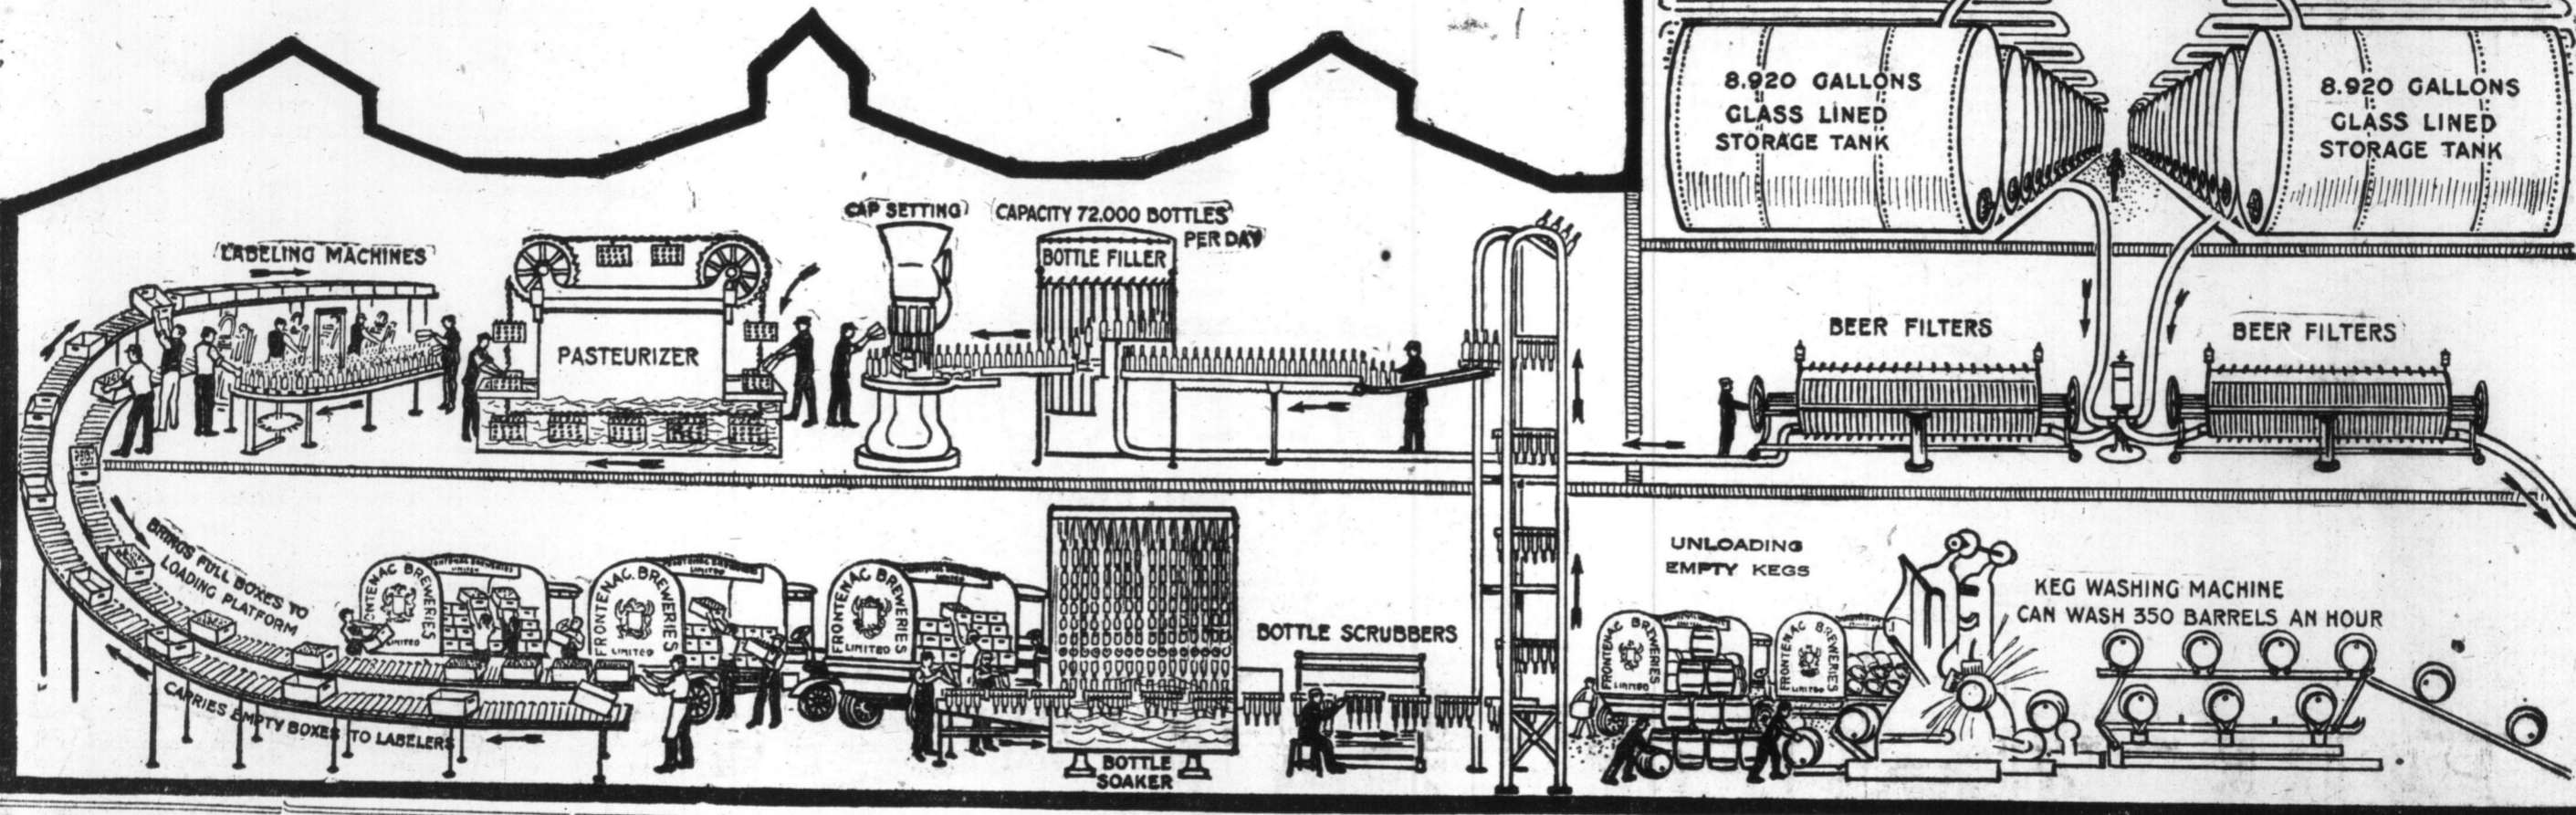 8.920 GALLONS
GLASS LINED
STORAGE TANK
8.920 GALLONS
GLASS LINED
STORAGE TANK
LABELING MACHINES
CAP SETTING
CAPACITY 72.000 BOTTLES
PER DAY
BOTTLE FILLER
PASTEURIZER
BEER FILTERS
BEER FILTERS
BRINGS FULL BOXES TO
LOADING PLATFORM
CARRIES EMPTY BOXES TO LABELERS
FRONTENAC BREWERIES
LIMITED
FRONTENAC BREWERIES
LIMITED
LIMITED
FRONTENAC BREWERIES
LIMITED
BOTTLE
SOAKER
BOTTLE SCRUBBERS
UNLOADING
EMPTY KEGS
FRONTENAC BREWERIES
LIMITED
FRONTENAC BREWERIES
LIMITED
KEG WASHING MACHINE
CAN WASH 350 BARRELS AN HOUR